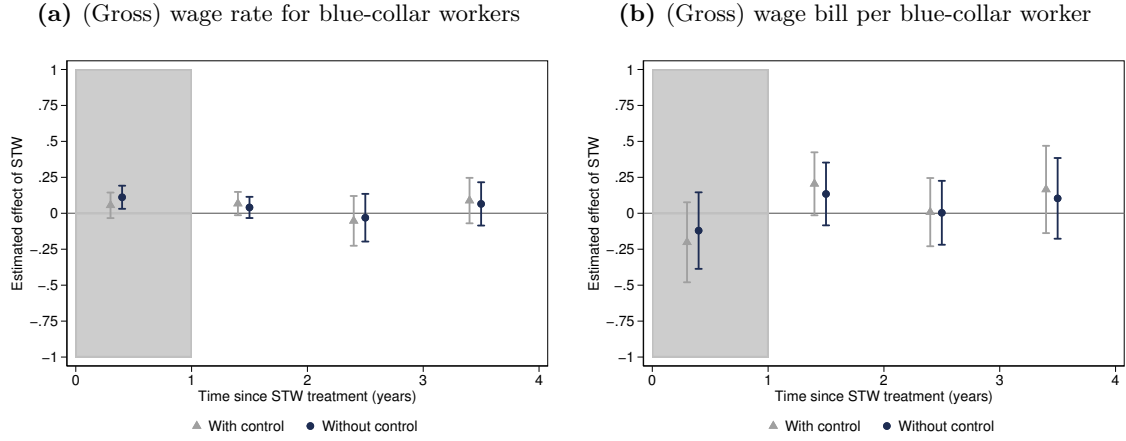 (a) (Gross) wage rate for blue-collar workers
1
.75
.5
.25
0
-.25
-.5
-.75
-1
Estimated effect of STW
0 1 2 3 4
Time since STW treatment (years)
With control Without control
(b) (Gross) wage bill per blue-collar worker
1
.75
.5
.25
0
-.25
-.5
-.75
-1
Estimated effect of STW
0 1 2 3 4
Time since STW treatment (years)
With control Without control